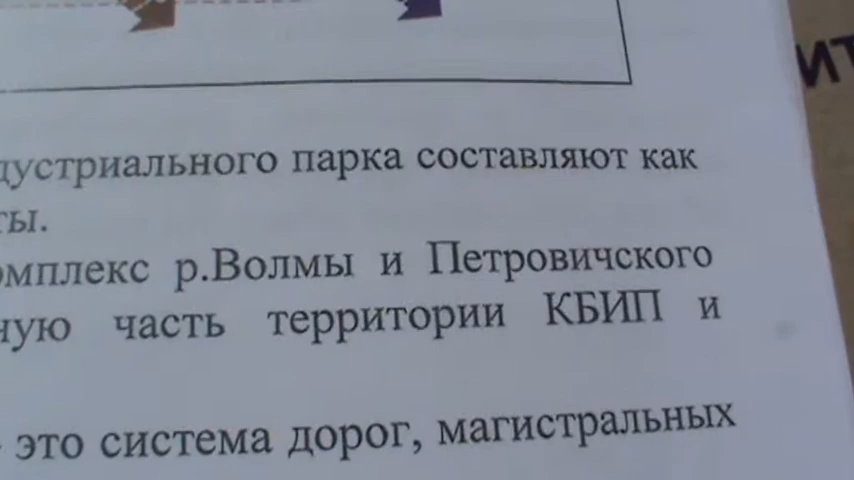 дустриального парка составляют как
ты.
омплекс р.Волмы и Петровичского
ную часть территории КБИП и
- это система дорог, магистральных
ИТ